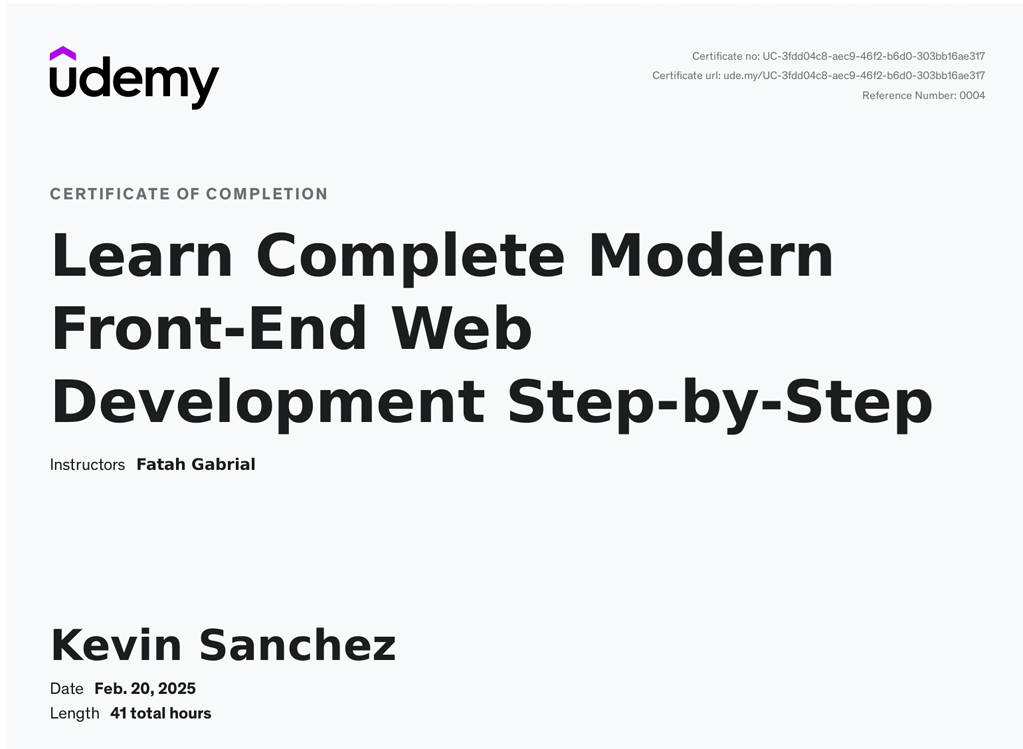 udemy
Certificate no: UC-3fdd04c8-aec9-46f2-b6d0-303bb16ae317
Certificate url: ude.my/UC-3fdd04c8-aec9-46f2-b6d0-303bb16ae317
Reference Number: 0004
CERTIFICATE OF COMPLETION
Learn Complete Modern
Front-End Web
Development Step-by-Step
Instructors Fatah Gabrial
Kevin Sanchez
Date Feb. 20, 2025
Length 41 total hours